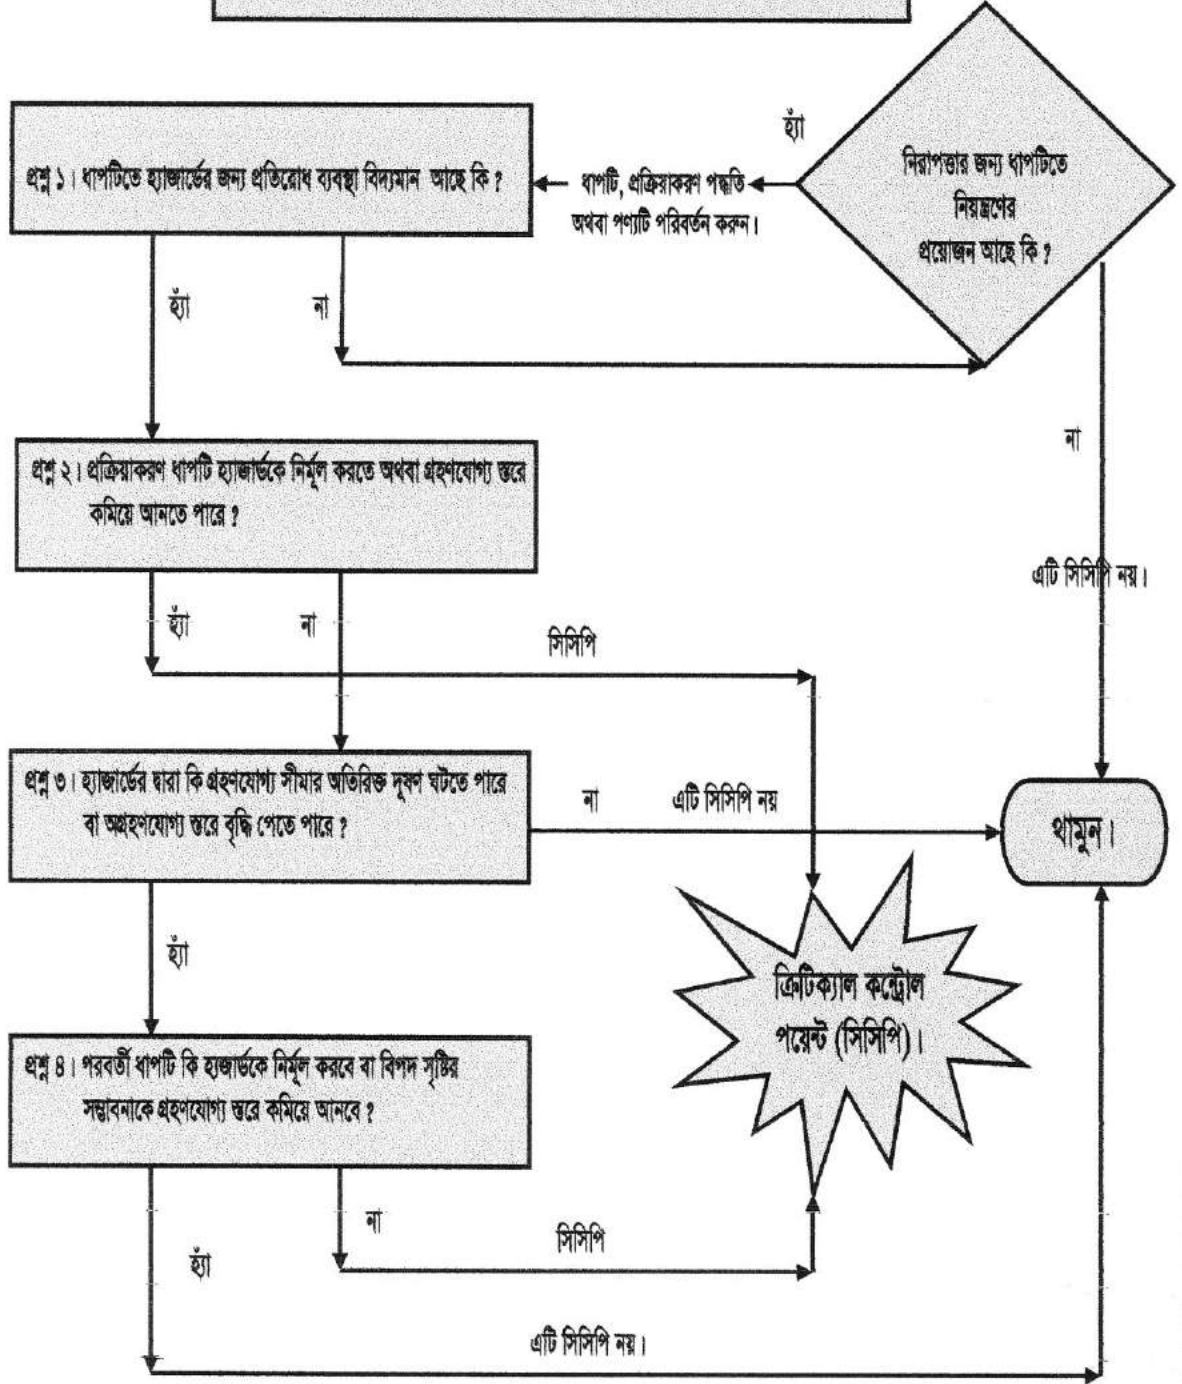 হ্যাঁ
নিরাপত্তার জন্য ধাপটিতে
নিয়ন্ত্রণের
প্রয়োজন আছে কি ?
প্রশ্ন ১। ধাপটিতে হ্যাজার্ডের জন্য প্রতিরোধ ব্যবস্থা বিদ্যমান আছে কি ?
ধাপটি, প্রক্রিয়াকরণ পদ্ধতি
অথবা পণ্যটি পরিবর্তন করুন।
হ্যাঁ
না
না
প্রশ্ন ২। প্রক্রিয়াকরণ ধাপটি হ্যাজার্ডকে নির্মূল করতে অথবা গ্রহণযোগ্য স্তরে
কমিয়ে আনতে পারে ?
এটি সিসিপি নয়।
হ্যাঁ
না
সিসিপি
প্রশ্ন ৩। হ্যাজার্ডের দ্বারা কি গ্রহণযোগ্য সীমার অতিরিক্ত দূষণ ঘটতে পারে
বা অগ্রহণযোগ্য স্তরে বৃদ্ধি পেতে পারে ?
না
এটি সিসিপি নয়
থামুন।
হ্যাঁ
ক্রিটিক্যাল কন্ট্রোল
পয়েন্ট (সিসিপি)।
প্রশ্ন ৪। পরবর্তী ধাপটি কি হ্যজার্ডকে নির্মূল করবে বা বিপদ সৃষ্টির
সম্ভাবনাকে গ্রহণযোগ্য স্তরে কমিয়ে আনবে ?
না
সিসিপি
হ্যাঁ
এটি সিসিপি নয়।